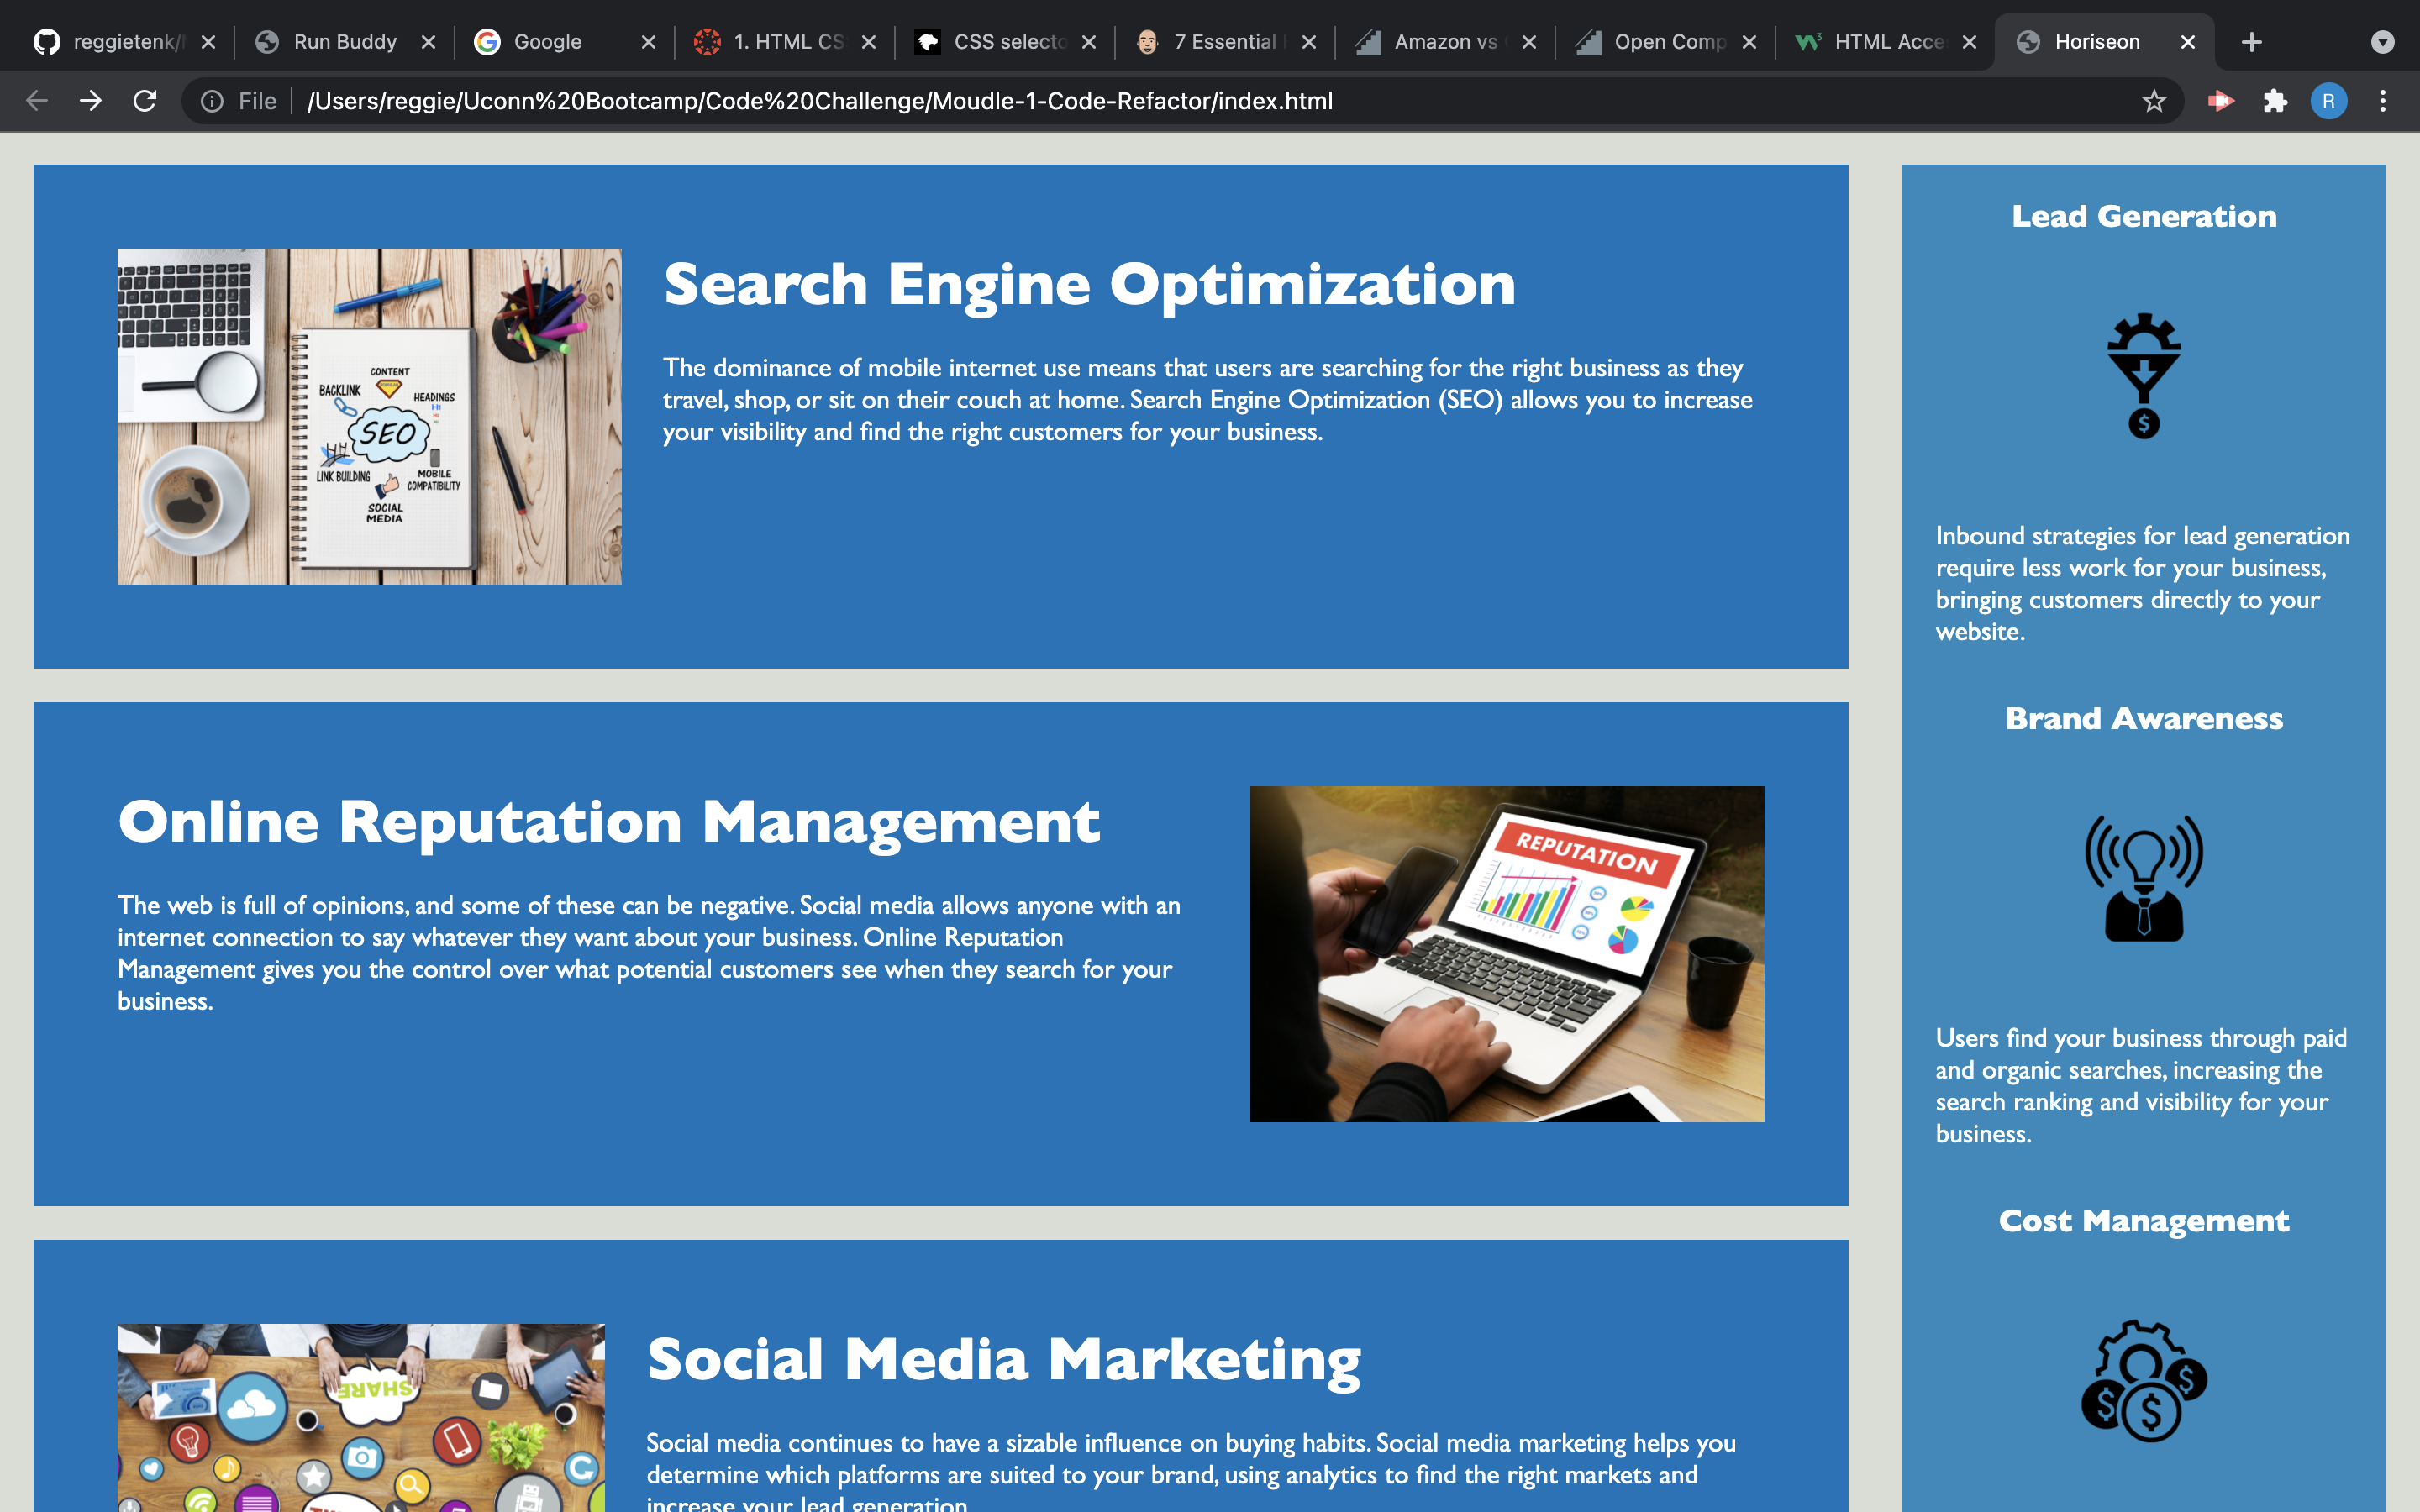 reggietenk/
Run Buddy
Google
1. HTML CS
CSS selecto
7 Essential
Amazon vs
Open Comp
HTML Acce
Horiseon
File
/Users/reggie/Uconn%20Bootcamp/Code%20Challenge/Moudle-1-Code-Refactor/index.html
R
CONTENT
BACKLINK
HEADINGS
H1
SEO
LINK BUILDING
MOBILE
COMPATIBILITY
SOCIAL
MEDIA
Search Engine Optimization
The dominance of mobile internet use means that users are searching for the right business as they
travel, shop, or sit on their couch at home. Search Engine Optimization (SEO) allows you to increase
your visibility and find the right customers for your business.
Online Reputation Management
The web is full of opinions, and some of these can be negative. Social media allows anyone with an
internet connection to say whatever they want about your business. Online Reputation
Management gives you the control over what potential customers see when they search for your
business.
REPUTATION
SHARE
Social Media Marketing
Social media continues to have a sizable influence on buying habits. Social media marketing helps you
determine which platforms are suited to your brand, using analytics to find the right markets and
increase your lead generation.
Lead Generation
$
Inbound strategies for lead generation
require less work for your business,
bringing customers directly to your
website.
Brand Awareness
Users find your business through paid
and organic searches, increasing the
search ranking and visibility for your
business.
Cost Management
$ $ $